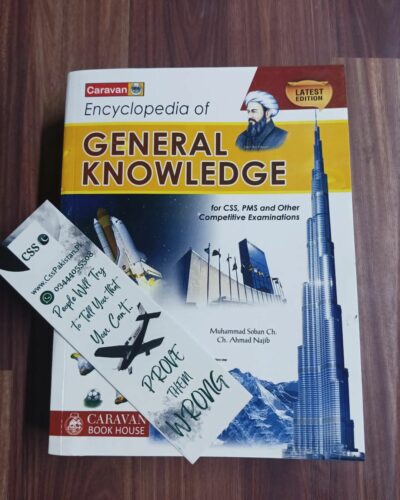 Caravan
LATEST
EDITION
Encyclopedia of
GENERAL
KNOWLEDGE
for CSS, PMS and Other
Competitive Examinations
Muhammad Soban Ch.
Ch. Ahmad Najib
CARAVAN
BOOK HOUSE
CSS
www.CssPakistan.Pk
People Will Try
to Tell You that
You Can't..
PROVE
THEM
WRONG